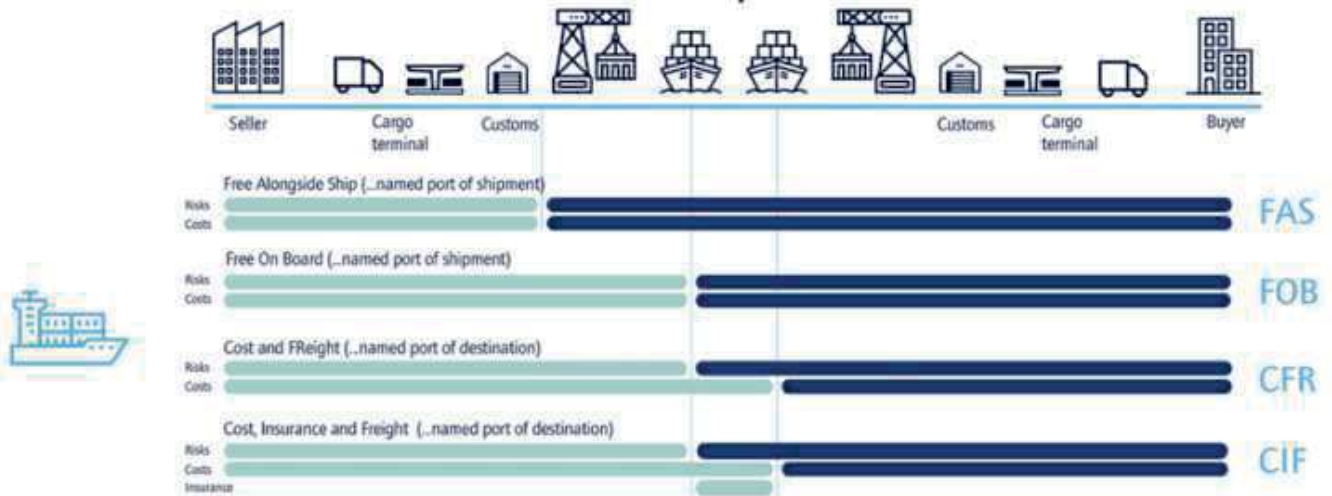 Seller
Cargo
terminal
Customs
Customs
Cargo
terminal
Buyer
Free Alongside Ship (...named port of shipment)
Risks
Costs
FAS
Free On Board (...named port of shipment)
Risks
Costs
FOB
Cost and FReight (...named port of destination)
Risks
Costs
CFR
Cost, Insurance and Freight (...named port of destination)
Risks
Costs
Insurance
CIF